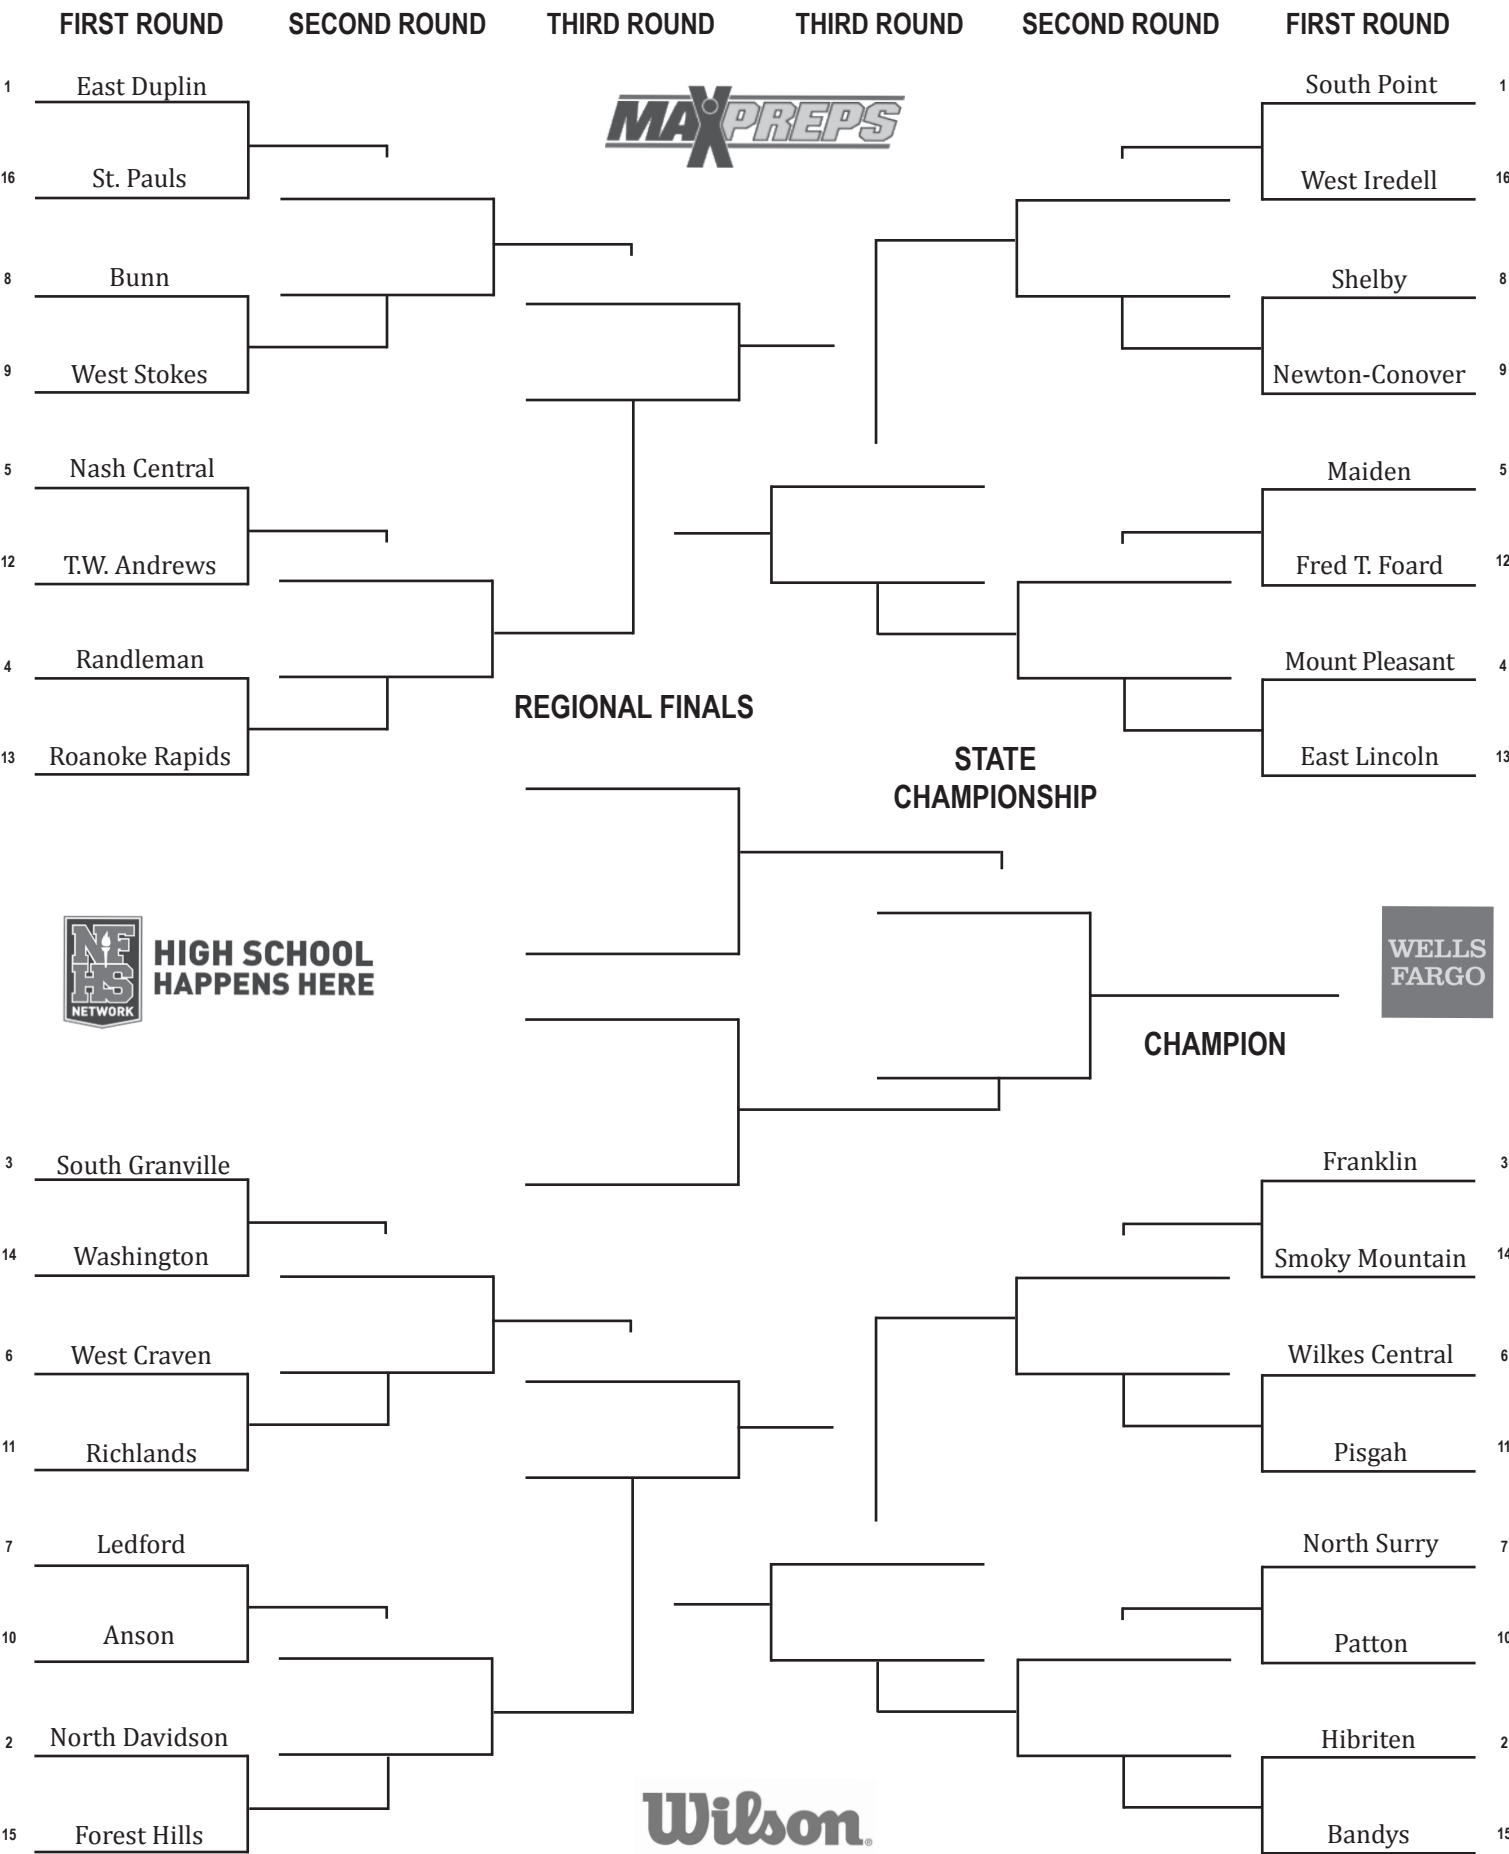 FIRST ROUND SECOND ROUND THIRD ROUND THIRD ROUND SECOND ROUND FIRST ROUND
MAXPREPS
1 East Duplin
16 St. Pauls
8 Bunn
9 West Stokes
5 Nash Central
12 T.W. Andrews
4 Randleman
13 Roanoke Rapids
South Point 1
West Iredell 16
Shelby 8
Newton-Conover 9
Maiden 5
Fred T. Foard 12
Mount Pleasant 4
East Lincoln 13
REGIONAL FINALS
STATE
CHAMPIONSHIP
NF
HS
NETWORK
HIGH SCHOOL
HAPPENS HERE
WELLS
FARGO
CHAMPION
3 South Granville
14 Washington
6 West Craven
11 Richlands
7 Ledford
10 Anson
2 North Davidson
15 Forest Hills
Franklin 3
Smoky Mountain 14
Wilkes Central 6
Pisgah 11
North Surry 7
Patton 10
Hibriten 2
Bandys 15
Wilson®